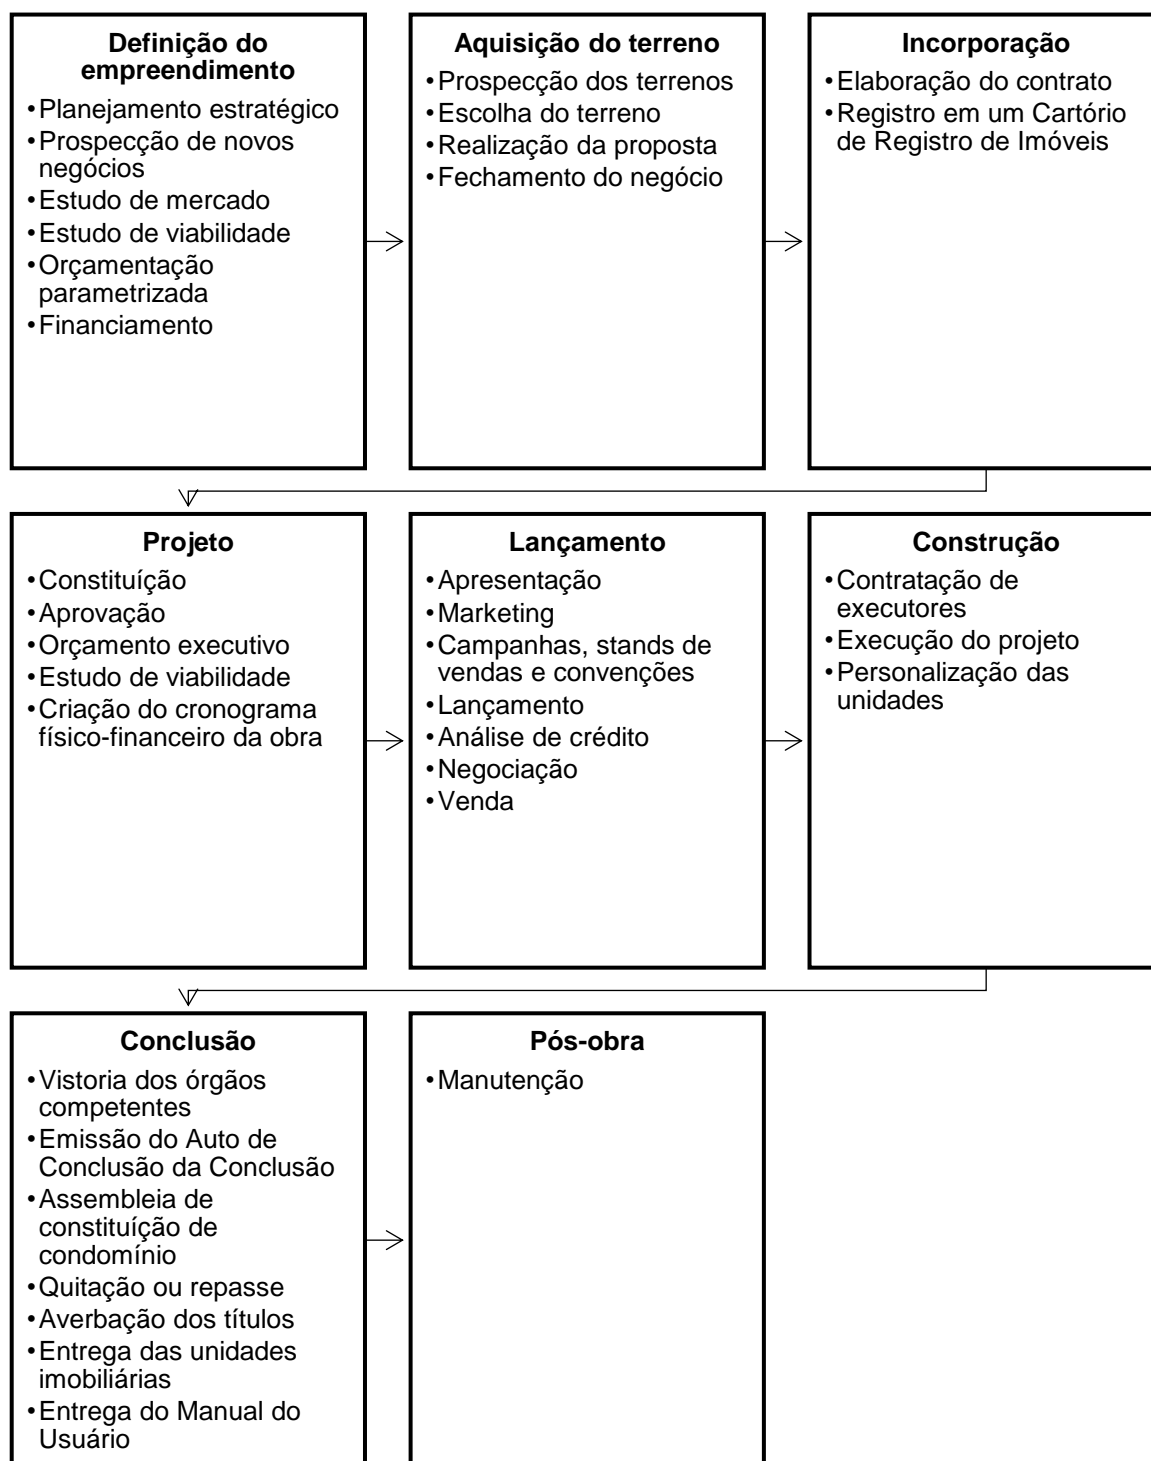 Definição do
empreendimento
•Planejamento estratégico
•Prospecção de novos
negócios
•Estudo de mercado
•Estudo de viabilidade
•Orçamentação
parametrizada
•Financiamento
Aquisição do terreno
•Prospecção dos terrenos
•Escolha do terreno
•Realização da proposta
•Fechamento do negócio
Incorporação
•Elaboração do contrato
•Registro em um Cartório
de Registro de Imóveis
Projeto
•Constituíção
•Aprovação
•Orçamento executivo
•Estudo de viabilidade
•Criação do cronograma
físico-financeiro da obra
Lançamento
•Apresentação
•Marketing
•Campanhas, stands de
vendas e convenções
•Lançamento
•Análise de crédito
•Negociação
•Venda
Construção
•Contratação de
executores
•Execução do projeto
•Personalização das
unidades
Conclusão
•Vistoria dos órgãos
competentes
•Emissão do Auto de
Conclusão da Conclusão
•Assembleia de
constituíção de
condomínio
•Quitação ou repasse
•Averbação dos títulos
•Entrega das unidades
imobiliárias
•Entrega do Manual do
Usuário
Pós-obra
•Manutenção